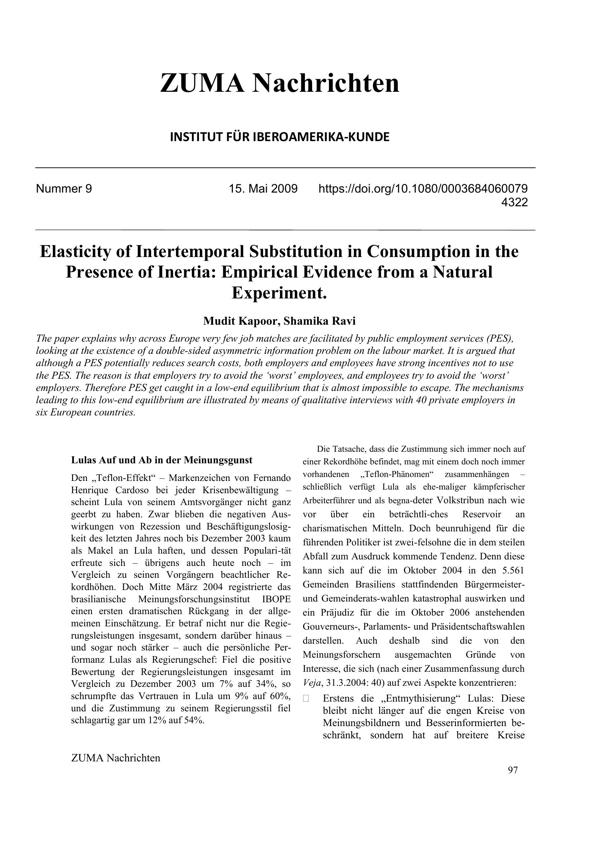 ZUMA Nachrichten
INSTITUT FÜR IBEROAMERIKA-KUNDE
Nummer 9 15. Mai 2009 https://doi.org/10.1080/0003684060079
4322
Elasticity of Intertemporal Substitution in Consumption in the
Presence of Inertia: Empirical Evidence from a Natural
Experiment.
Mudit Kapoor, Shamika Ravi
The paper explains why across Europe very few job matches are facilitated by public employment services (PES),
looking at the existence of a double-sided asymmetric information problem on the labour market. It is argued that
although a PES potentially reduces search costs, both employers and employees have strong incentives not to use
the PES. The reason is that employers try to avoid the ‘worst’ employees, and employees try to avoid the ‘worst’
employers. Therefore PES get caught in a low-end equilibrium that is almost impossible to escape. The mechanisms
leading to this low-end equilibrium are illustrated by means of qualitative interviews with 40 private employers in
six European countries.
Lulas Auf und Ab in der Meinungsgunst
Den „Teflon-Effekt“ – Markenzeichen von Fernando
Henrique Cardoso bei jeder Krisenbewältigung –
scheint Lula von seinem Amtsvorgänger nicht ganz
geerbt zu haben. Zwar blieben die negativen Aus-
wirkungen von Rezession und Beschäftigungslosig-
keit des letzten Jahres noch bis Dezember 2003 kaum
als Makel an Lula haften, und dessen Populari-tät
erfreute sich – übrigens auch heute noch – im
Vergleich zu seinen Vorgängern beachtlicher Re-
kordhöhen. Doch Mitte März 2004 registrierte das
brasilianische Meinungsforschungsinstitut IBOPE
einen ersten dramatischen Rückgang in der allge-
meinen Einschätzung. Er betraf nicht nur die Regie-
rungsleistungen insgesamt, sondern darüber hinaus –
und sogar noch stärker – auch die persönliche Per-
formanz Lulas als Regierungschef: Fiel die positive
Bewertung der Regierungsleistungen insgesamt im
Vergleich zu Dezember 2003 um 7% auf 34%, so
schrumpfte das Vertrauen in Lula um 9% auf 60%,
und die Zustimmung zu seinem Regierungsstil fiel
schlagartig gar um 12% auf 54%.
Die Tatsache, dass die Zustimmung sich immer noch auf
einer Rekordhöhe befindet, mag mit einem doch noch immer
vorhandenen „Teflon-Phänomen“ zusammenhängen –
schließlich verfügt Lula als ehe-maliger kämpferischer
Arbeiterführer und als begna-deter Volkstribun nach wie
vor über ein beträchtli-ches Reservoir an
charismatischen Mitteln. Doch beunruhigend für die
führenden Politiker ist zwei-felsohne die in dem steilen
Abfall zum Ausdruck kommende Tendenz. Denn diese
kann sich auf die im Oktober 2004 in den 5.561
Gemeinden Brasiliens stattfindenden Bürgermeister-
und Gemeinderats-wahlen katastrophal auswirken und
ein Präjudiz für die im Oktober 2006 anstehenden
Gouverneurs-, Parlaments- und Präsidentschaftswahlen
darstellen. Auch deshalb sind die von den
Meinungsforschern ausgemachten Gründe von
Interesse, die sich (nach einer Zusammenfassung durch
Veja, 31.3.2004: 40) auf zwei Aspekte konzentrieren:
Erstens die „Entmythisierung“ Lulas: Diese
bleibt nicht länger auf die engen Kreise von
Meinungsbildnern und Besserinformierten be-
schränkt, sondern hat auf breitere Kreise
ZUMA Nachrichten
97